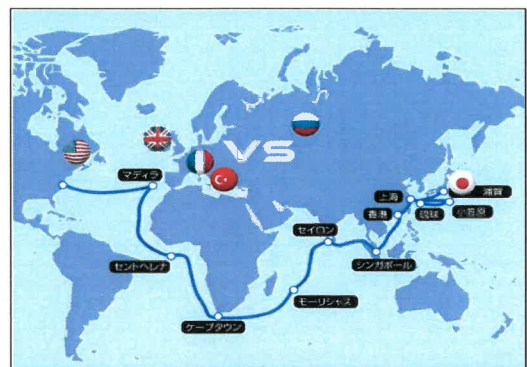 VS
マディラ
上海
浦賀
香港
琉球
小笠原
セイロン
セントヘレナ
シンガポール
モーリシャス
ケープタウン